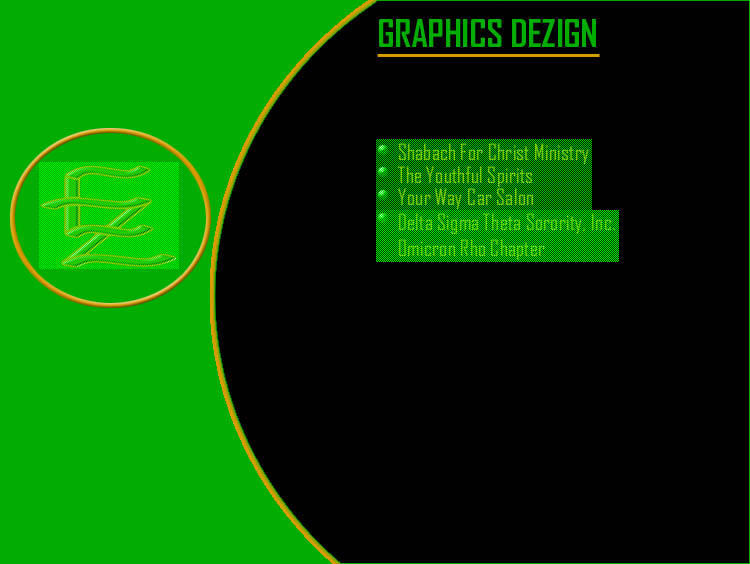 GRAPHICS DEZIGN
EZ
Shabach For Christ Ministry
The Youthful Spirits
Your Way Car Salon
Delta Sigma Theta Sorority, Inc.
Omicron Rho Chapter